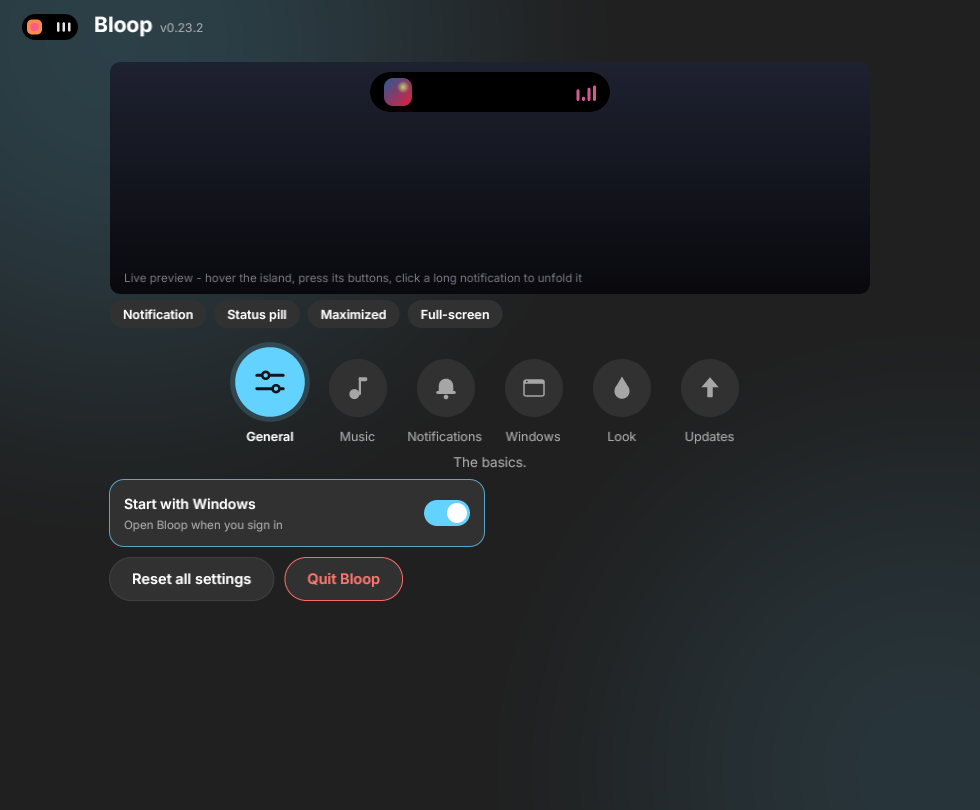 Bloop v0.23.2
Live preview - hover the island, press its buttons, click a long notification to unfold it
Notification Status pill Maximized Full-screen
General Music Notifications Windows Look Updates
The basics.
Start with Windows
Open Bloop when you sign in
Reset all settings Quit Bloop